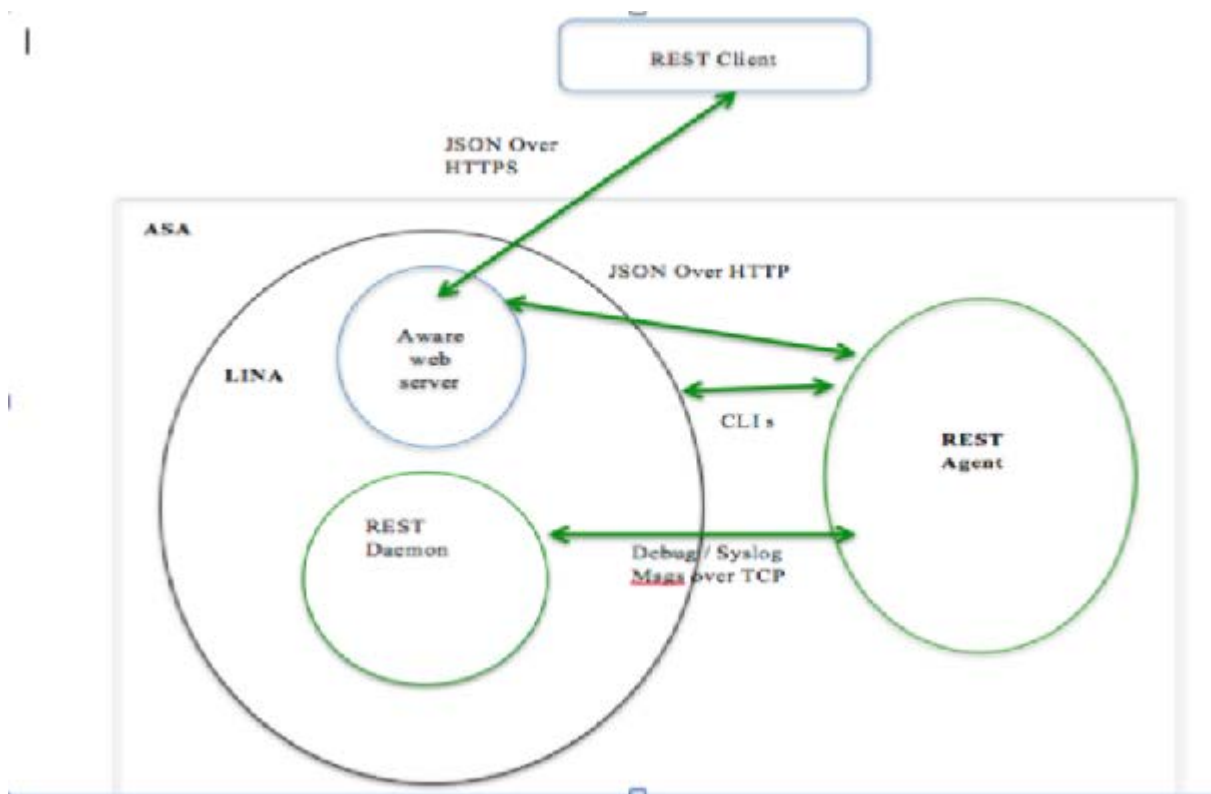 REST Client
JSON Over
HTTPS
ASA
JSON Over HTTP
Aware
web
server
LINA
CLI s
REST
Agent
REST
Daemon
Debug / Syslog
Mags over TCP